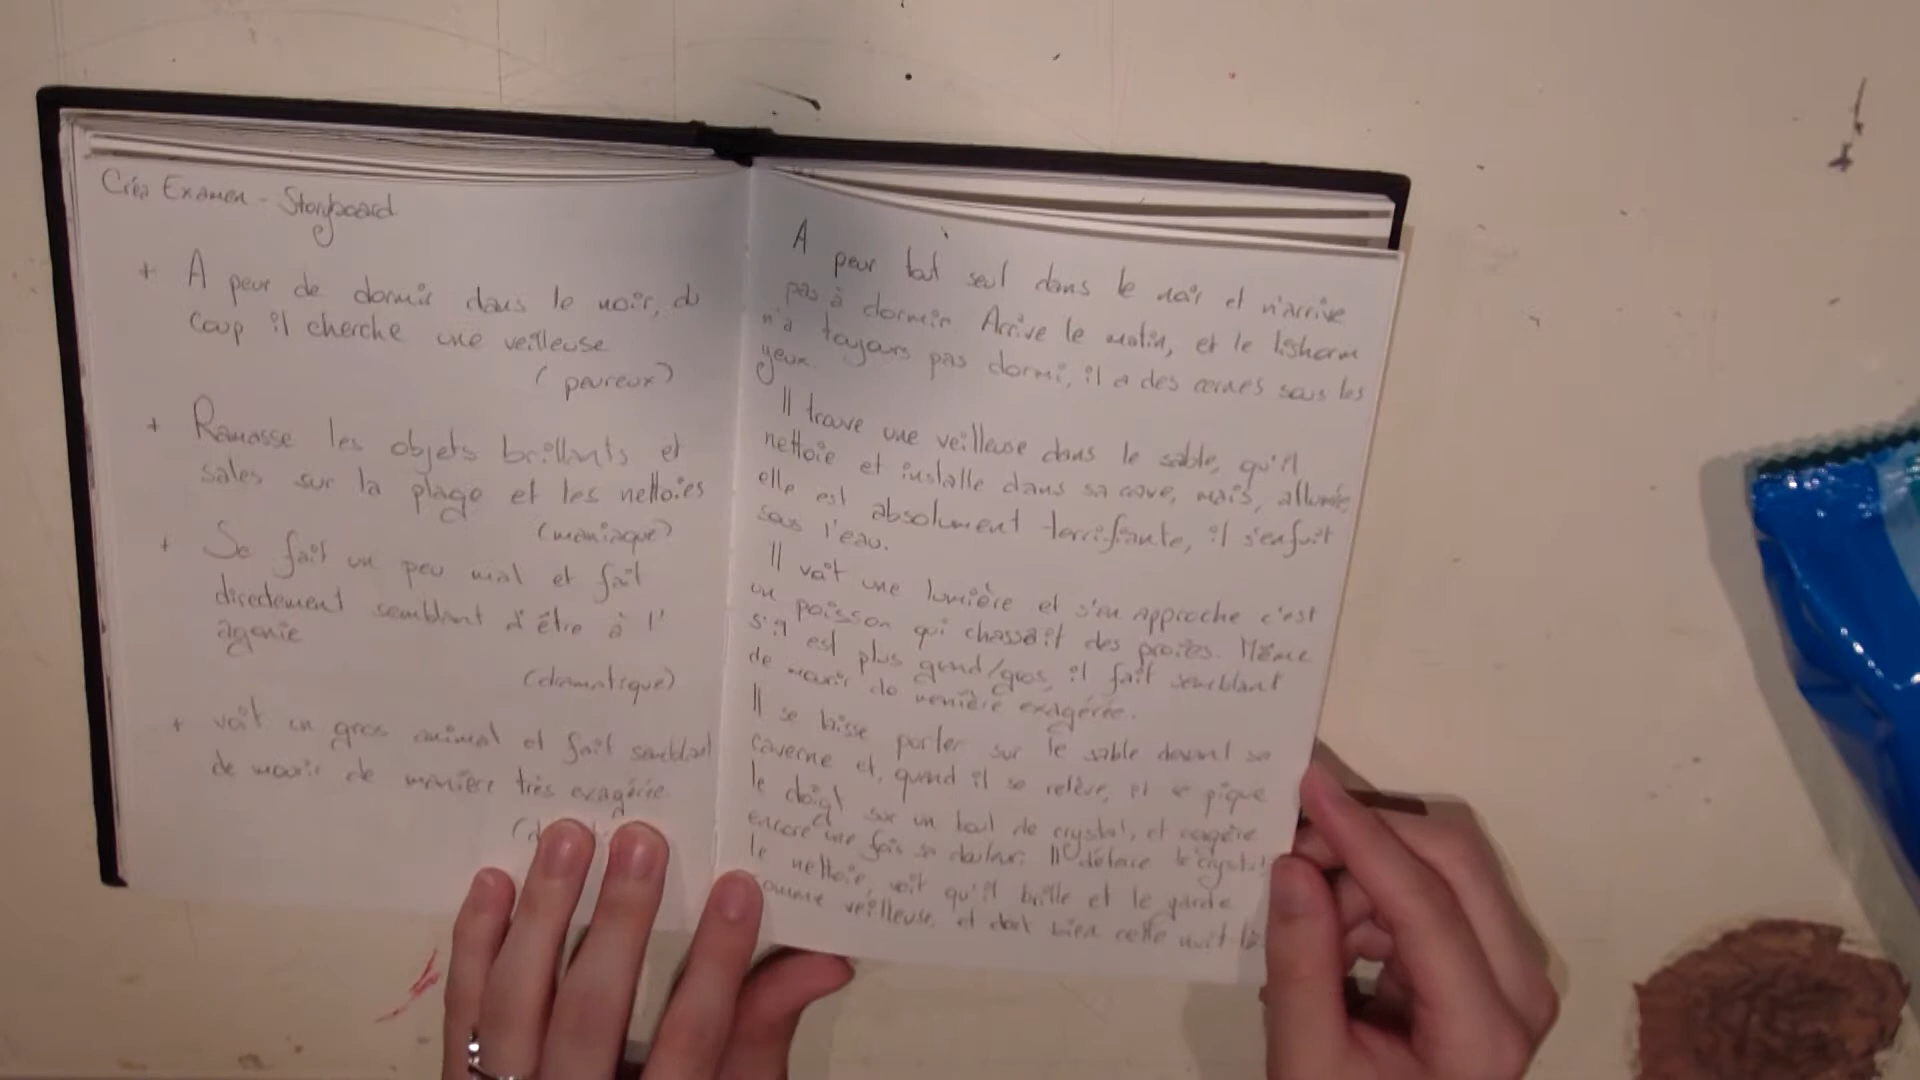 Créa Examen - Storyboard
+ A peur de dormir dans le noir, du
coup il cherche une veilleuse
(peureux)
+ Ramasse les objets brillants et
sales sur la plage et les nettoies
(maniaque)
+ Se fait un peu mal et fait
directement semblant d'être à l'
agonie
(dramatique)
+ voit un gros animal et fait semblant
de mourir de manière très exagérée
A peur tout seul dans le noir et n'arrive
pas à dormir. Arrive le matin, et le
n'a toujours pas dormi, il a des cernes sous les
yeux.
Il trouve une veilleuse dans le sable, qu'il
nettoie et installe dans sa cave, mais, allumée,
elle est absolument terrifiante, il s'enfuit
sous l'eau.
Il voit une lumière et s'en approche c'est
un poisson qui chassait des proies. Même
s'il est plus grand/gros, il fait semblant
de mourir de manière exagérée.
Il se laisse porter sur le sable devant sa
caverne et, quand il se relève, il se pique
le doigt sur un bout de crystal, et exagère
encore une fois sa douleur. Il déterre le crystal,
le nettoie, voit qu'il brille et le garde
comme veilleuse, et dort bien cette nuit là